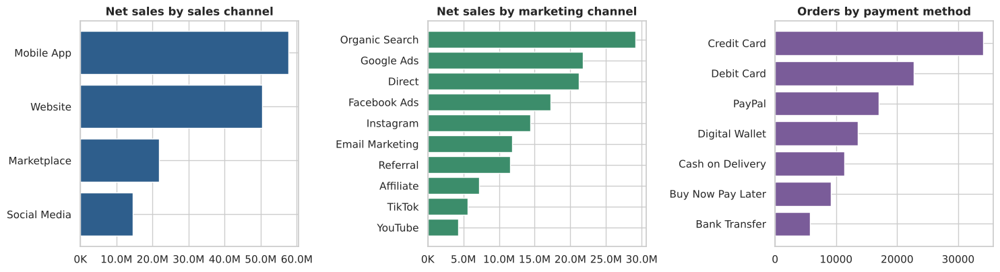 Net sales by sales channel
Mobile App
Website
Marketplace
Social Media
0K 10.0M 20.0M 30.0M 40.0M 50.0M 60.0M
Net sales by marketing channel
Organic Search
Google Ads
Direct
Facebook Ads
Instagram
Email Marketing
Referral
Affiliate
TikTok
YouTube
0K 5.0M 10.0M 15.0M 20.0M 25.0M 30.0M
Orders by payment method
Credit Card
Debit Card
PayPal
Digital Wallet
Cash on Delivery
Buy Now Pay Later
Bank Transfer
0 10000 20000 30000